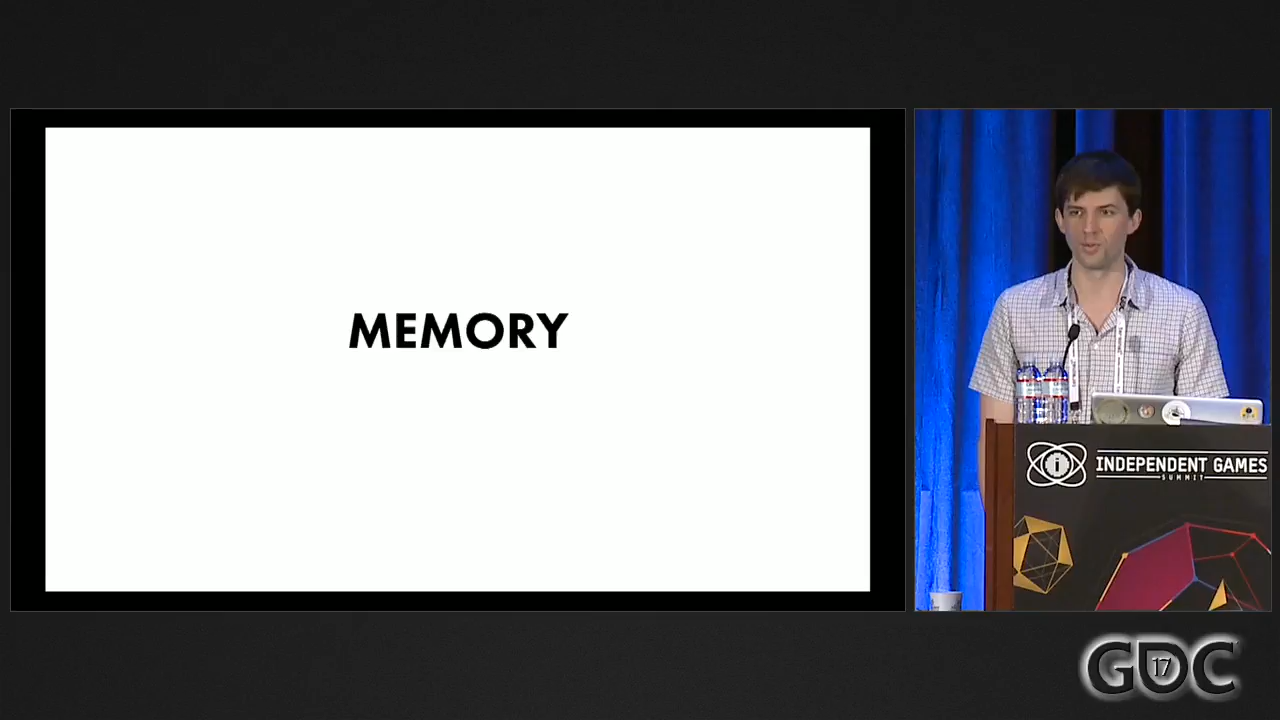 MEMORY
i
INDEPENDENT GAMES
SUMMIT
GDC
17